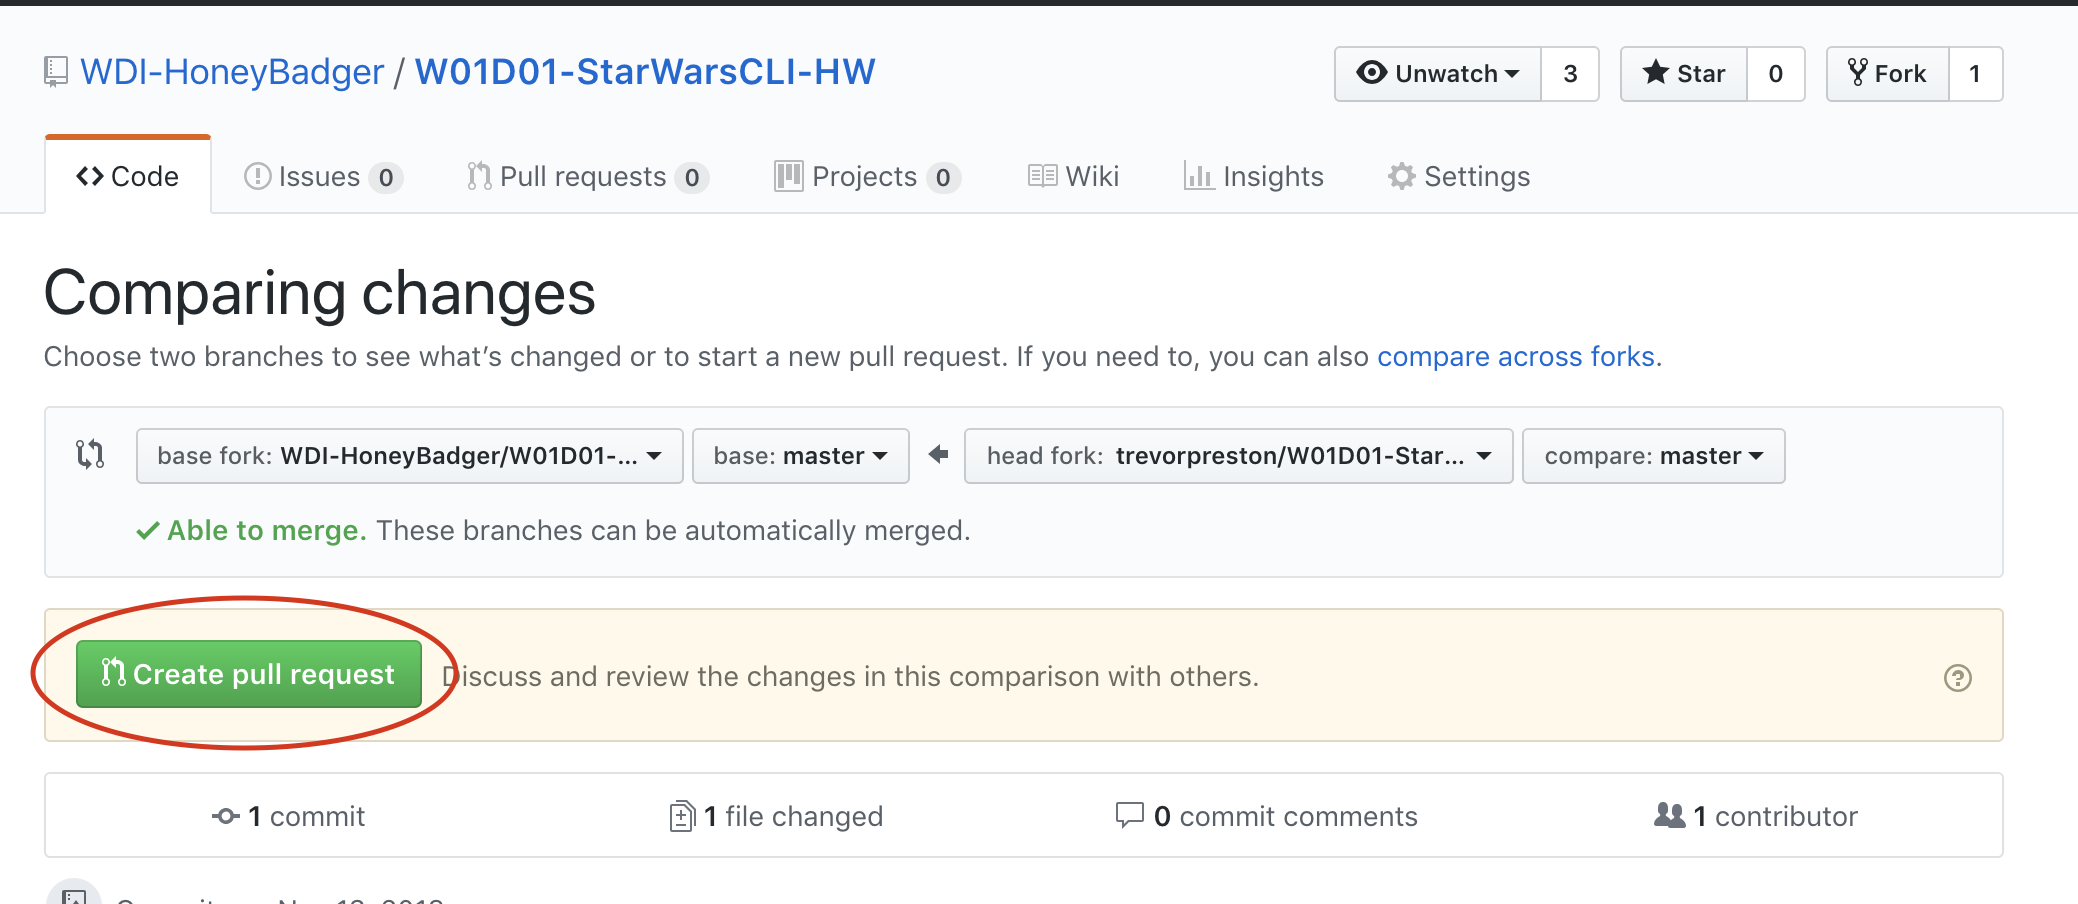 WDI-HoneyBadger / W01D01-StarWarsCLI-HW
Unwatch 3 Star 0 Fork 1
Code Issues 0 Pull requests 0 Projects 0 Wiki Insights Settings
Comparing changes
Choose two branches to see what’s changed or to start a new pull request. If you need to, you can also compare across forks.
base fork: WDI-HoneyBadger/W01D01-... base: master head fork: trevorpreston/W01D01-Star... compare: master
Able to merge. These branches can be automatically merged.
Create pull request Discuss and review the changes in this comparison with others.
1 commit 1 file changed 0 commit comments 1 contributor